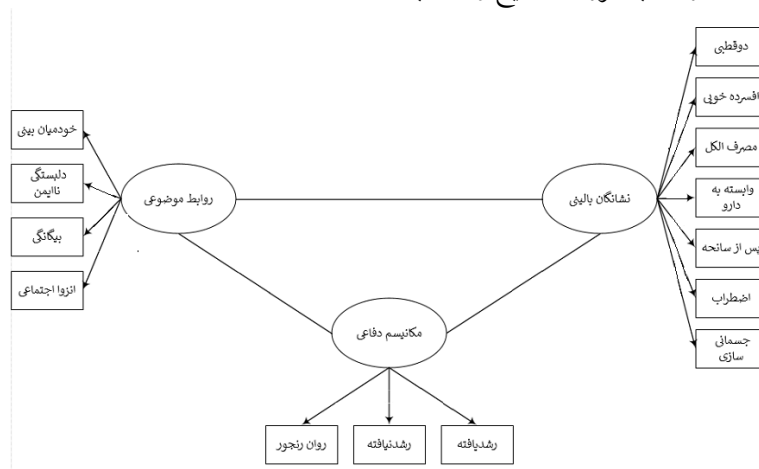 دوقطبی
افسرده خویی
مصرف الکل
وابسته به
دارو
پس از سانحه
اضطراب
جسمانی
سازی
نشانگان بالینی
روابط موضوعی
خودمیان بینی
دلبستگی
ناایمن
بیگانگی
انزوا اجتماعی
مکانیسم دفاعی
رشدیافته
رشدنیافته
روان رنجور